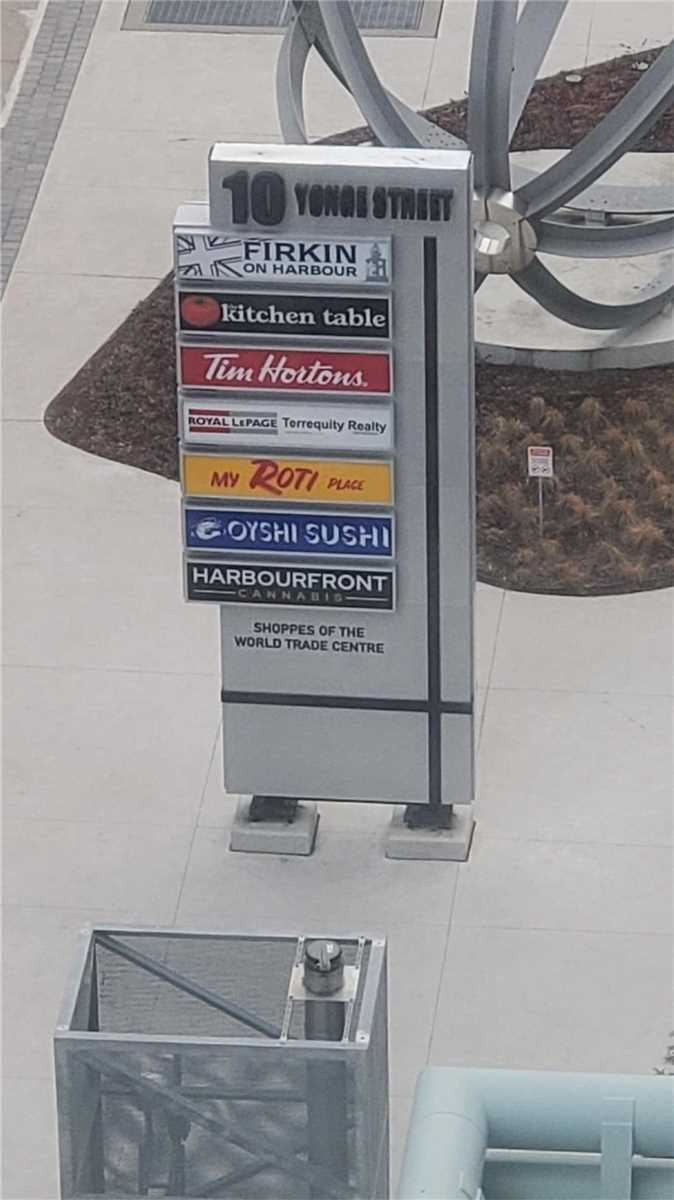 10 YONGE STREET
FIRKIN
ON HARBOUR
the kitchen table
Tim Hortons.
ROYAL LEPAGE Terrequity Realty
MY ROTI PLACE
OYSHI SUSHI
HARBOURFRONT
CANNABIS
SHOPPES OF THE
WORLD TRADE CENTRE